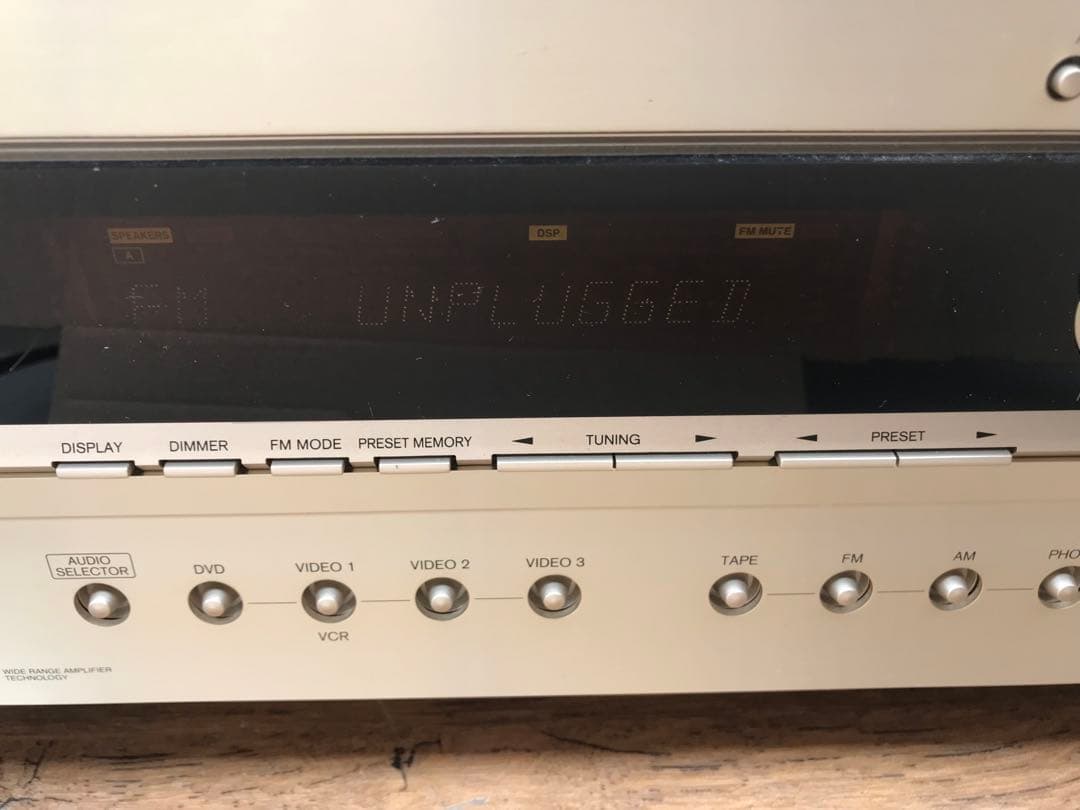 SPEAKERS DSP FM MUTE
A
FM UNPLUGGED
DISPLAY DIMMER FM MODE PRESET MEMORY TUNING PRESET
AUDIO SELECTOR DVD VIDEO 1 VIDEO 2 VIDEO 3 TAPE FM AM PHO
VCR
WIDE RANGE AMPLIFIER
TECHNOLOGY